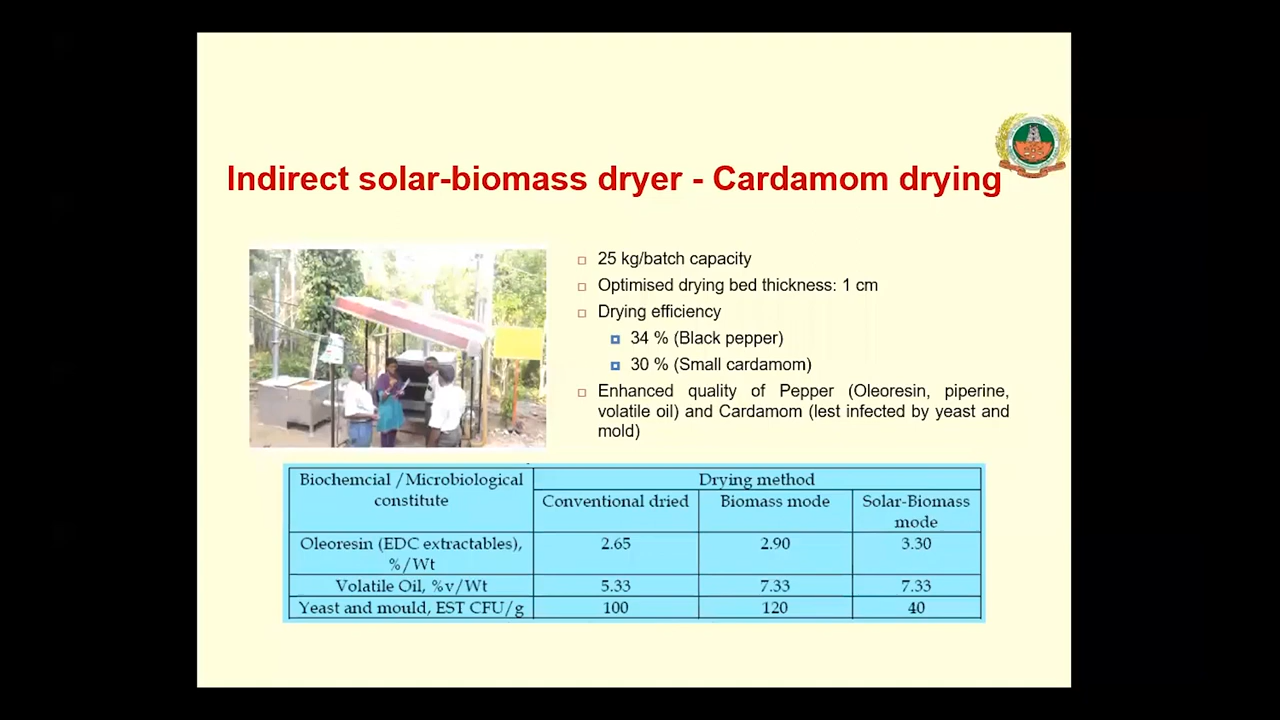 Indirect solar-biomass dryer - Cardamom drying
25 kg/batch capacity
Optimised drying bed thickness: 1 cm
Drying efficiency
34 % (Black pepper)
30 % (Small cardamom)
Enhanced quality of Pepper (Oleoresin, piperine,
volatile oil) and Cardamom (lest infected by yeast and
mold)
Biochemcial /Microbiological
constitute
Drying method
Conventional dried
Biomass mode
Solar-Biomass
mode
Oleoresin (EDC extractables),
%/Wt
2.65
2.90
3.30
Volatile Oil, %v/Wt
5.33
7.33
7.33
Yeast and mould, EST CFU/g
100
120
40